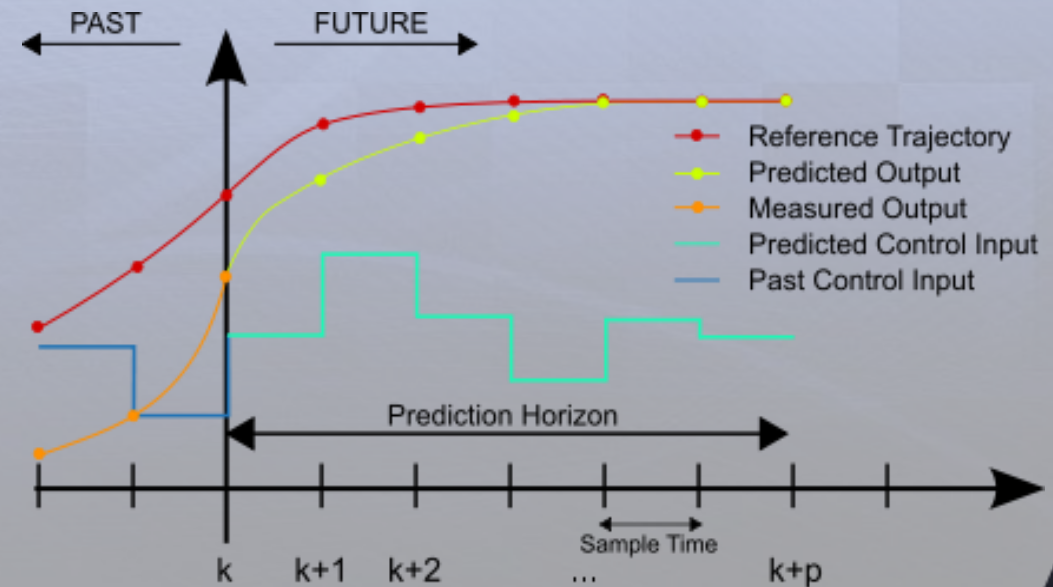 PAST
FUTURE
Reference Trajectory
Predicted Output
Measured Output
Predicted Control Input
Past Control Input
Prediction Horizon
Sample Time
k k+1 k+2 ... k+p